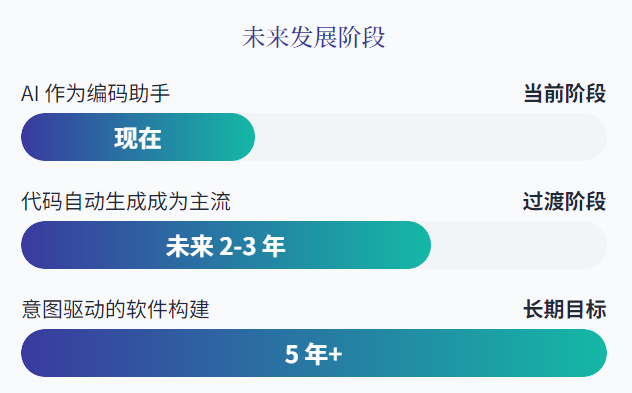 未来发展阶段
AI 作为编码助手 当前阶段
现在
代码自动生成成为主流 过渡阶段
未来 2-3 年
意图驱动的软件构建 长期目标
5 年+